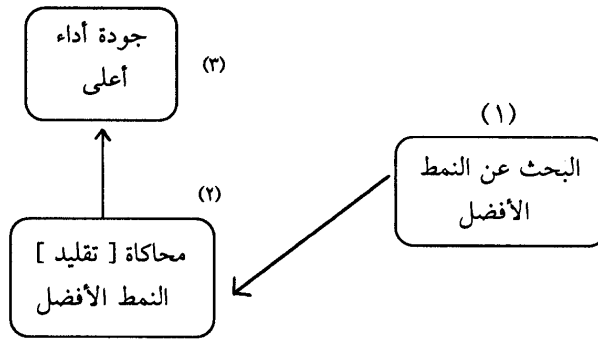 (١)
البحث عن النمط
الأفضل
(٢)
محاكاة [ تقليد ]
النمط الأفضل
(٣)
جودة أداء
أعلى